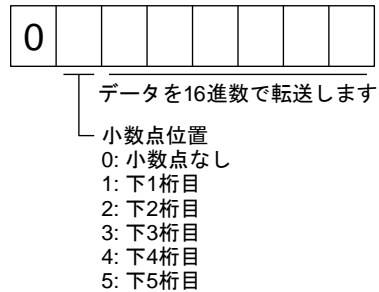 0
データを16進数で転送します
小数点位置
0: 小数点なし
1: 下1桁目
2: 下2桁目
3: 下3桁目
4: 下4桁目
5: 下5桁目